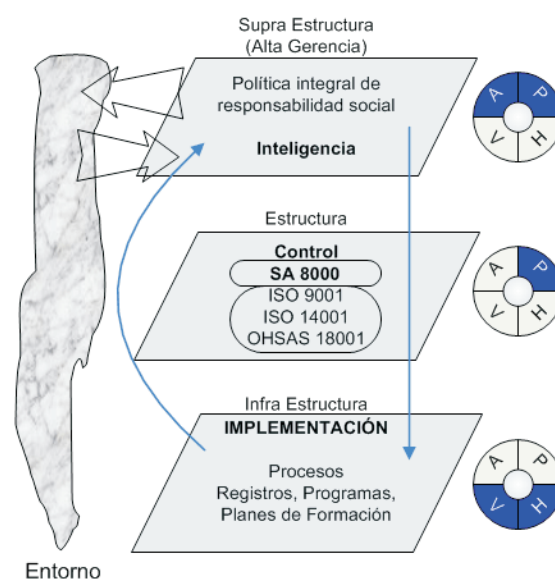 Supra Estructura
(Alta Gerencia)
Política integral de
responsabilidad social
Inteligencia
A P
V H
Estructura
Control
SA 8000
ISO 9001
ISO 14001
OHSAS 18001
A P
V H
Infra Estructura
IMPLEMENTACIÓN
Procesos
Registros, Programas,
Planes de Formación
A P
V H
Entorno